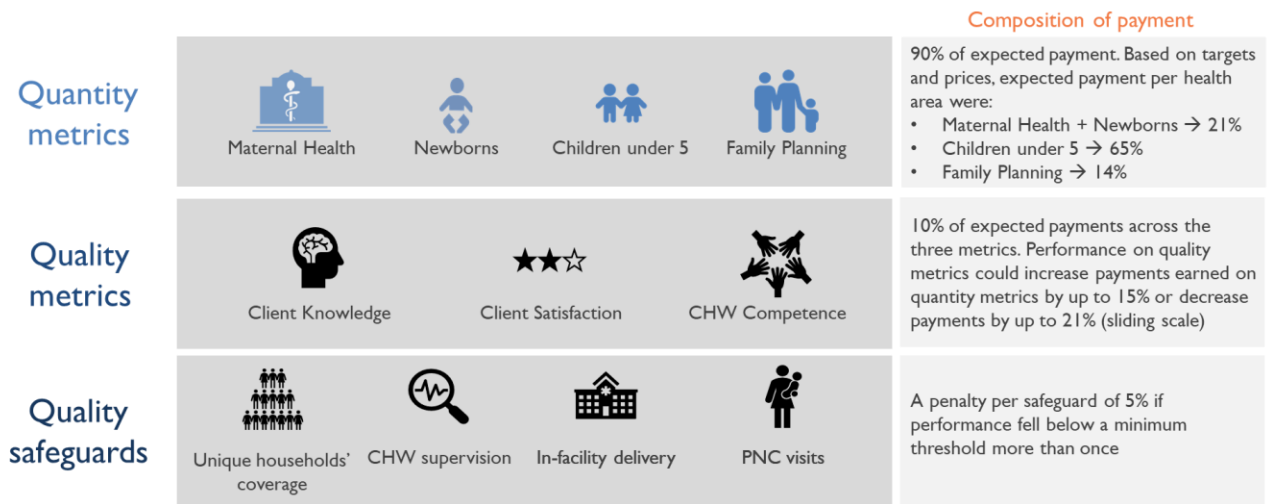 Composition of payment
Quantity
metrics
Maternal Health
Newborns
Children under 5
Family Planning
90% of expected payment. Based on targets
and prices, expected payment per health
area were:
• Maternal Health + Newborns → 21%
• Children under 5 → 65%
• Family Planning → 14%
Quality
metrics
Client Knowledge
Client Satisfaction
CHW Competence
10% of expected payments across the
three metrics. Performance on quality
metrics could increase payments earned on
quantity metrics by up to 15% or decrease
payments by up to 21% (sliding scale)
Quality
safeguards
Unique households'
coverage
CHW supervision
In-facility delivery
PNC visits
A penalty per safeguard of 5% if
performance fell below a minimum
threshold more than once